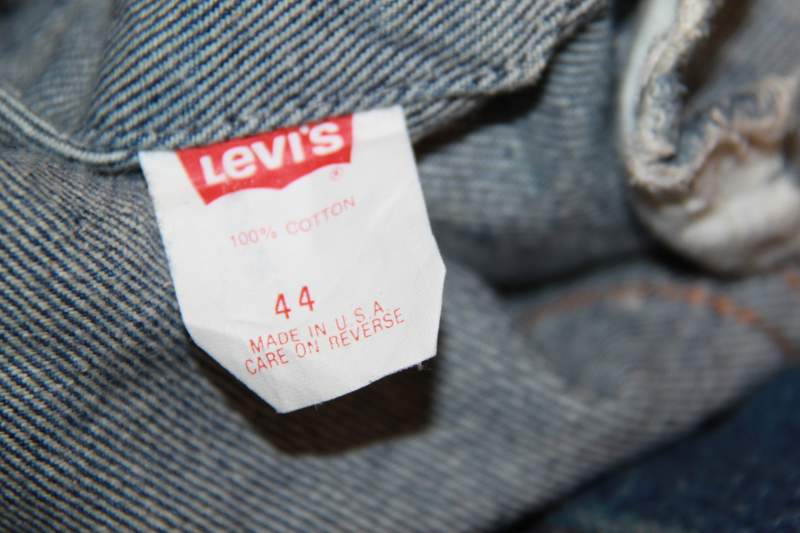 Levi's ®
100% COTTON
44
MADE IN U.S.A
CARE ON REVERSE